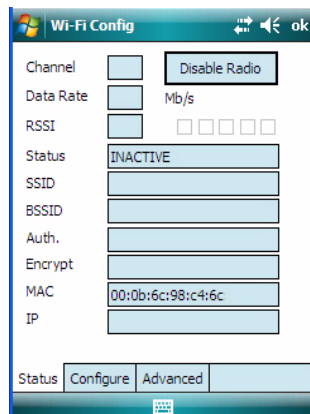 Wi-Fi Config ok
Channel Disable Radio
Data Rate Mb/s
RSSI
Status INACTIVE
SSID
BSSID
Auth.
Encrypt
MAC 00:0b:6c:98:c4:6c
IP
Status Configure Advanced